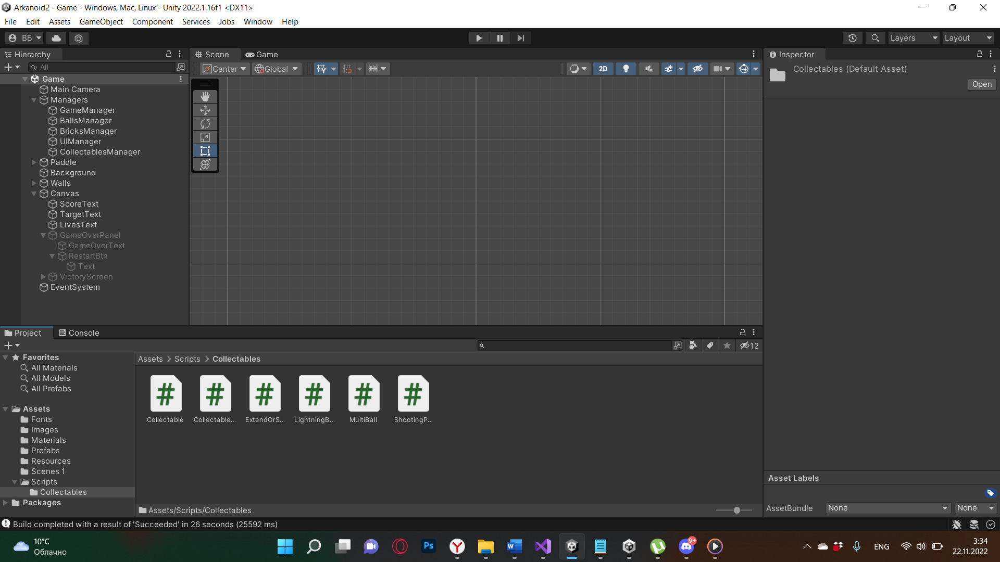 Arkanoid2 - Game - Windows, Mac, Linux - Unity 2022.1.16f1 <DX11>
File Edit Assets GameObject Component Services Jobs Window Help
ВБ
Layers
Layout
Hierarchy
All
Game
Main Camera
Managers
GameManager
BallsManager
BricksManager
UIManager
CollectablesManager
Paddle
Background
Walls
Canvas
ScoreText
TargetText
LivesText
GameOverPanel
GameOverText
RestartBtn
Text
VictoryScreen
EventSystem
Scene
Game
Center
Global
2D
Inspector
Collectables (Default Asset)
Open
Project
Console
12
Favorites
All Materials
All Models
All Prefabs
Assets
Fonts
Images
Materials
Prefabs
Resources
Scenes 1
Scripts
Collectables
Packages
Assets > Scripts > Collectables
Collectable
Collectable...
ExtendOrS...
LightningB...
MultiBall
ShootingP...
Assets/Scripts/Collectables
Asset Labels
AssetBundle
None
None
Build completed with a result of 'Succeeded' in 26 seconds (25592 ms)
10°C
Облачно
Ps
W
Y
9+
ENG
3:34
22.11.2022